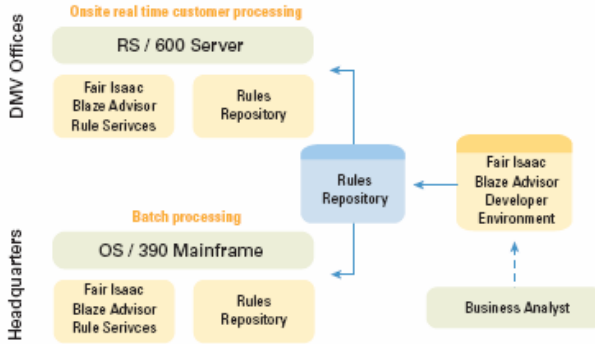 DMV Offices
Onsite real time customer processing
RS / 600 Server
Fair Isaac
Blaze Advisor
Rule Serivces
Rules
Repository
Rules
Repository
Fair Isaac
Blaze Advisor
Developer
Environment
Business Analyst
Headquarters
Batch processing
OS / 390 Mainframe
Fair Isaac
Blaze Advisor
Rule Serivces
Rules
Repository